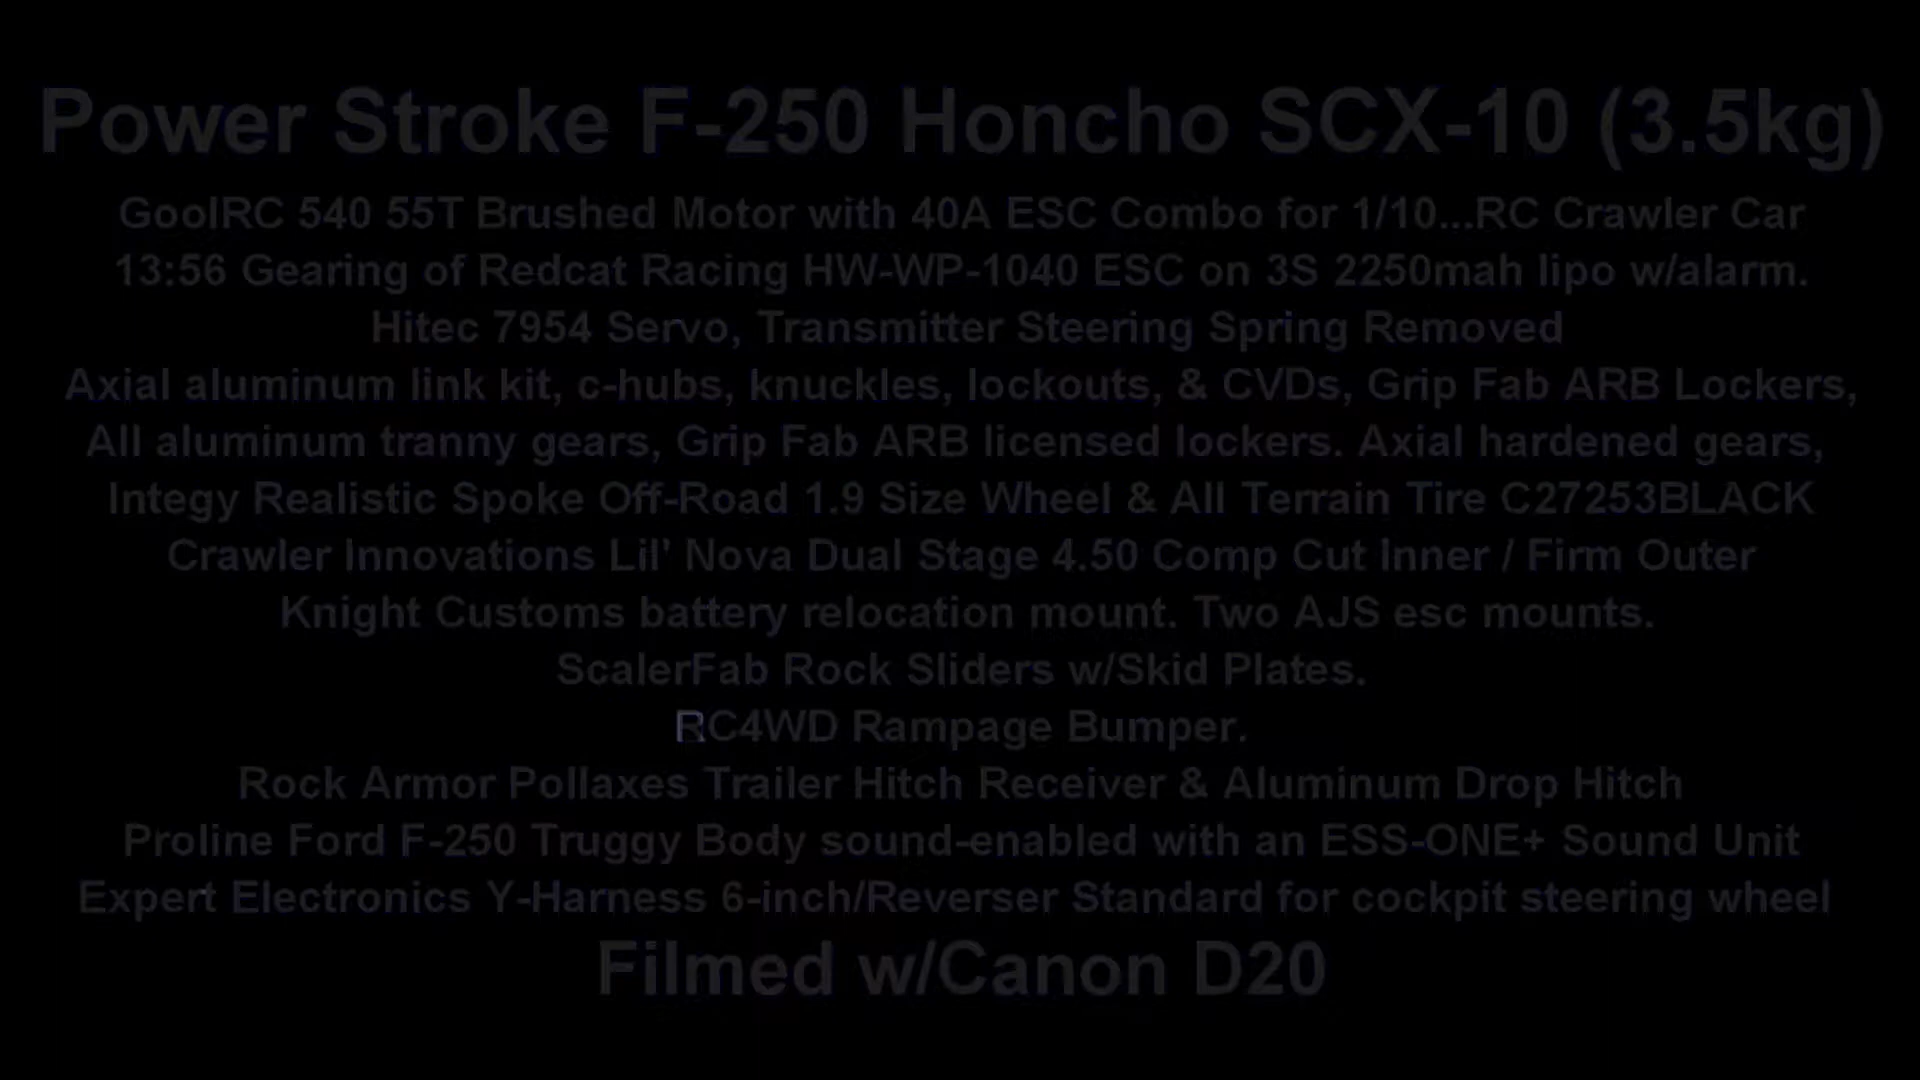 Power Stroke F-250 Honcho SCX-10 (3.5kg)
GoolRC 540 55T Brushed Motor with 40A ESC Combo for 1/10...RC Crawler Car
13:56 Gearing of Redcat Racing HW-WP-1040 ESC on 3S 2250mah lipo w/alarm.
Hitec 7954 Servo, Transmitter Steering Spring Removed
Axial aluminum link kit, c-hubs, knuckles, lockouts, & CVDs, Grip Fab ARB Lockers,
All aluminum tranny gears, Grip Fab ARB licensed lockers. Axial hardened gears,
Integy Realistic Spoke Off-Road 1.9 Size Wheel & All Terrain Tire C27253BLACK
Crawler Innovations Lil' Nova Dual Stage 4.50 Comp Cut Inner / Firm Outer
Knight Customs battery relocation mount. Two AJS esc mounts.
ScalerFab Rock Sliders w/Skid Plates.
RC4WD Rampage Bumper.
Rock Armor Pollaxes Trailer Hitch Receiver & Aluminum Drop Hitch
Proline Ford F-250 Truggy Body sound-enabled with an ESS-ONE+ Sound Unit
Expert Electronics Y-Harness 6-inch/Reverser Standard for cockpit steering wheel
Filmed w/Canon D20